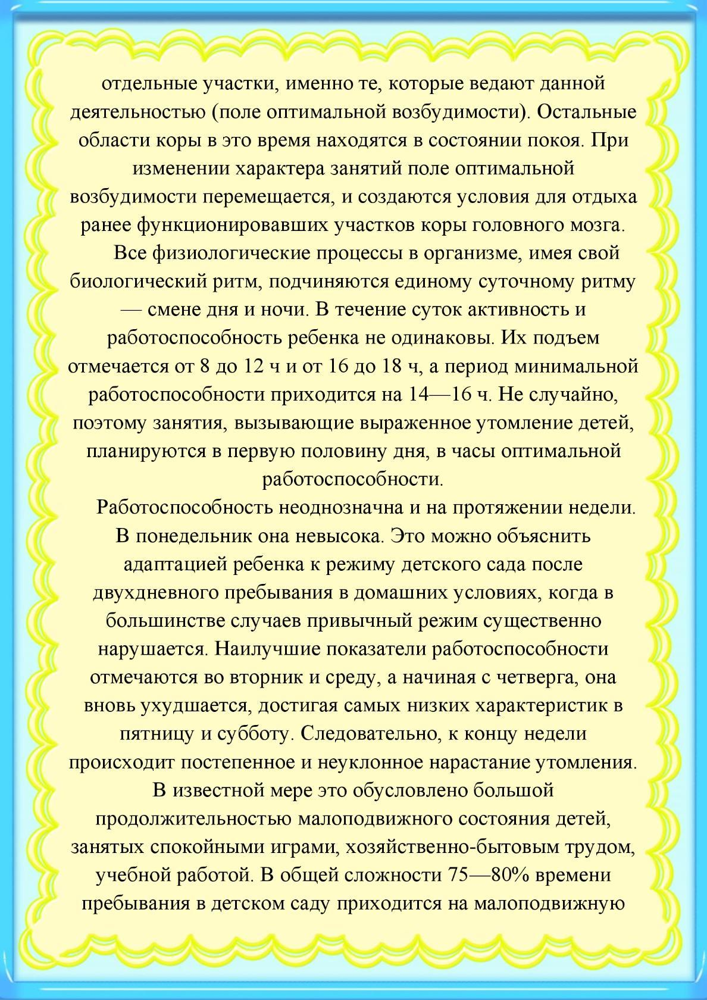 отдельные участки, именно те, которые ведают данной
деятельностью (поле оптимальной возбудимости). Остальные
области коры в это время находятся в состоянии покоя. При
изменении характера занятий поле оптимальной
возбудимости перемещается, и создаются условия для отдыха
ранее функционировавших участков коры головного мозга.
Все физиологические процессы в организме, имея свой
биологический ритм, подчиняются единому суточному ритму
— смене дня и ночи. В течение суток активность и
работоспособность ребенка не одинаковы. Их подъем
отмечается от 8 до 12 ч и от 16 до 18 ч, а период минимальной
работоспособности приходится на 14—16 ч. Не случайно,
поэтому занятия, вызывающие выраженное утомление детей,
планируются в первую половину дня, в часы оптимальной
работоспособности.
Работоспособность неоднозначна и на протяжении недели.
В понедельник она невысока. Это можно объяснить
адаптацией ребенка к режиму детского сада после
двухдневного пребывания в домашних условиях, когда в
большинстве случаев привычный режим существенно
нарушается. Наилучшие показатели работоспособности
отмечаются во вторник и среду, а начиная с четверга, она
вновь ухудшается, достигая самых низких характеристик в
пятницу и субботу. Следовательно, к концу недели
происходит постепенное и неуклонное нарастание утомления.
В известной мере это обусловлено большой
продолжительностью малоподвижного состояния детей,
занятых спокойными играми, хозяйственно-бытовым трудом,
учебной работой. В общей сложности 75—80% времени
пребывания в детском саду приходится на малоподвижную